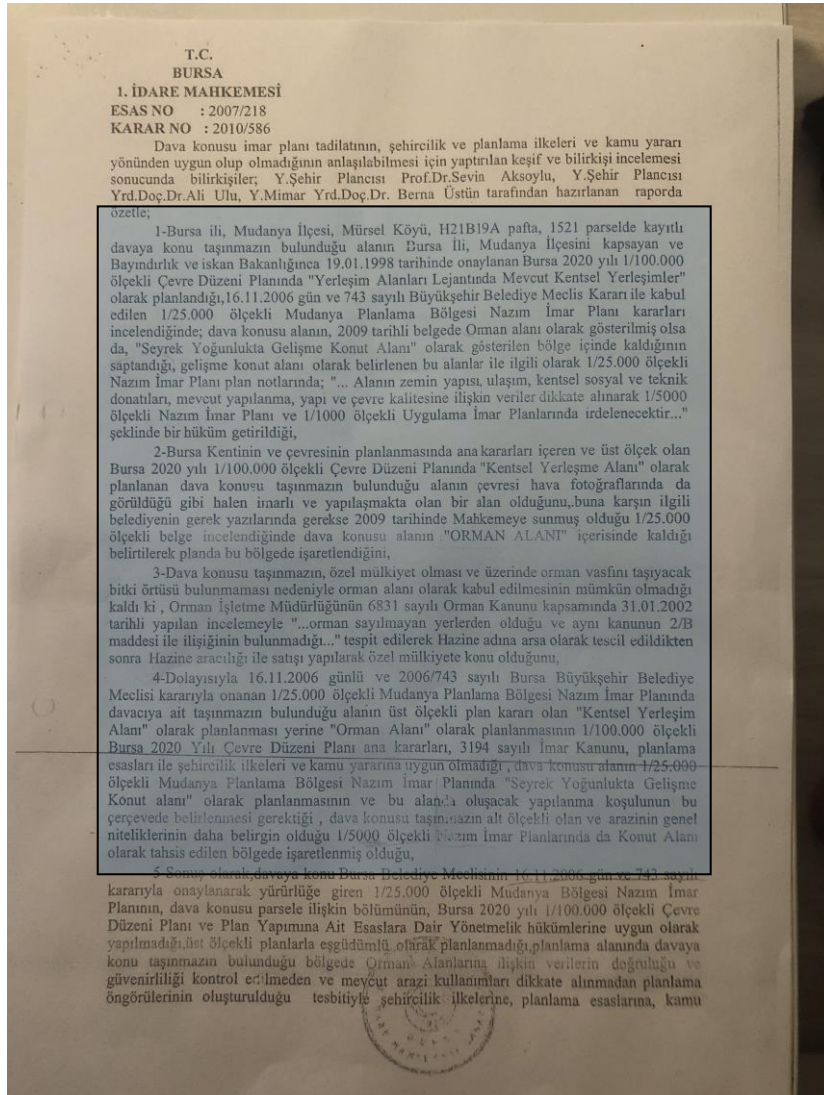 T.C.
BURSA
1. İDARE MAHKEMESİ
ESAS NO : 2007/218
KARAR NO : 2010/586
Dava konusu imar planı tadilatının, şehircilik ve planlama ilkeleri ve kamu yararı
yönünden uygun olup olmadığının anlaşılabilmesi için yaptırılan keşif ve bilirkişi incelemesi
sonucunda bilirkişiler; Y.Şehir Plancısı Prof.Dr.Sevin Aksoylu, Y.Şehir Plancısı
Yrd.Doç.Dr.Ali Ulu, Y.Mimar Yrd.Doç.Dr. Berna Üstün tarafından hazırlanan raporda
özetle;
1-Bursa ili, Mudanya İlçesi, Mürsel Köyü, H21B19A pafta, 1521 parselde kayıtlı
davaya konu taşınmazın bulunduğu alanın Bursa İli, Mudanya İlçesini kapsayan ve
Bayındırlık ve iskan Bakanlığınca 19.01.1998 tarihinde onaylanan Bursa 2020 yılı 1/100.000
ölçekli Çevre Düzeni Planında "Yerleşim Alanları Lejantında Mevcut Kentsel Yerleşimler"
olarak planlandığı,16.11.2006 gün ve 743 sayılı Büyükşehir Belediye Meclis Kararı ile kabul
edilen 1/25.000 ölçekli Mudanya Planlama Bölgesi Nazım İmar Planı kararları
incelendiğinde; dava konusu alanın, 2009 tarihli belgede Orman alanı olarak gösterilmiş olsa
da, "Seyrek Yoğunlukta Gelişme Konut Alanı" olarak gösterilen bölge içinde kaldığının
saptandığı, gelişme konut alanı olarak belirlenen bu alanlar ile ilgili olarak 1/25.000 ölçekli
Nazım İmar Planı plan notlarında; "... Alanın zemin yapısı, ulaşım, kentsel sosyal ve teknik
donatıları, mevcut yapılanma, yapı ve çevre kalitesine ilişkin veriler dikkate alınarak 1/5000
ölçekli Nazım İmar Planı ve 1/1000 ölçekli Uygulama İmar Planlarında irdelenecektir..."
şeklinde bir hüküm getirildiği,
2-Bursa Kentinin ve çevresinin planlanmasında ana kararları içeren ve üst ölçek olan
Bursa 2020 yılı 1/100.000 ölçekli Çevre Düzeni Planında "Kentsel Yerleşme Alanı" olarak
planlanan dava konusu taşınmazın bulunduğu alanın çevresi hava fotoğraflarında da
görüldüğü gibi halen imarlı ve yapılaşmakta olan bir alan olduğunu,.buna karşın ilgili
belediyenin gerek yazılarında gerekse 2009 tarihinde Mahkemeye sunmuş olduğu 1/25.000
ölçekli belge incelendiğinde dava konusu alanın "ORMAN ALANI" içerisinde kaldığı
belirtilerek planda bu bölgede işaretlendiğini,
3-Dava konusu taşınmazın, özel mülkiyet olması ve üzerinde orman vasfını taşıyacak
bitki örtüsü bulunmaması nedeniyle orman alanı olarak kabul edilmesinin mümkün olmadığı
kaldı ki , Orman İşletme Müdürlüğünün 6831 sayılı Orman Kanunu kapsamında 31.01.2002
tarihli yapılan incelemeyle "...orman sayılmayan yerlerden olduğu ve aynı kanunun 2/B
maddesi ile ilişiğinin bulunmadığı..." tespit edilerek Hazine adına arsa olarak tescil edildikten
sonra Hazine aracılığı ile satışı yapılarak özel mülkiyete konu olduğunu,
4-Dolayısıyla 16.11.2006 günlü ve 2006/743 sayılı Bursa Büyükşehir Belediye
Meclisi kararıyla onanan 1/25.000 ölçekli Mudanya Planlama Bölgesi Nazım İmar Planında
davacıya ait taşınmazın bulunduğu alanın üst ölçekli plan kararı olan "Kentsel Yerleşim
Alanı" olarak planlanması yerine "Orman Alanı" olarak planlanmasının 1/100.000 ölçekli
Bursa 2020 Yılı Çevre Düzeni Planı ana kararları, 3194 sayılı İmar Kanunu, planlama
esasları ile şehircilik ilkeleri ve kamu yararına uygun olmadığı , dava konusu alanın 1/25.000
ölçekli Mudanya Planlama Bölgesi Nazım İmar Planında "Seyrek Yoğunlukta Gelişme
Konut alanı" olarak planlanmasının ve bu alanda oluşacak yapılanma koşulunun bu
çerçevede belirlenmesi gerektiği , dava konusu taşınmazın alt ölçekli olan ve arazinin genel
niteliklerinin daha belirgin olduğu 1/5000 ölçekli Nazım İmar Planlarında da Konut Alanı
olarak tahsis edilen bölgede işaretlenmiş olduğu,
5-Sonuç olarak,davaya konu Bursa Belediye Meclisinin 16.11.2006 gün ve 743 sayılı
kararıyla onaylanarak yürürlüğe giren 1/25.000 ölçekli Mudanya Bölgesi Nazım İmar
Planının, dava konusu parsele ilişkin bölümünün, Bursa 2020 yılı 1/100.000 ölçekli Çevre
Düzeni Planı ve Plan Yapımına Ait Esaslara Dair Yönetmelik hükümlerine uygun olarak
yapılmadığı,üst ölçekli planlarla eşgüdümlü olarak planlanmadığı,planlama alanında davaya
konu taşınmazın bulunduğu bölgede Orman Alanlarına ilişkin verilerin doğruluğu ve
güvenirliliği kontrol edilmeden ve mevcut arazi kullanımları dikkate alınmadan planlama
öngörülerinin oluşturulduğu tesbitiyle şehircilik ilkelerine, planlama esaslarına, kamu